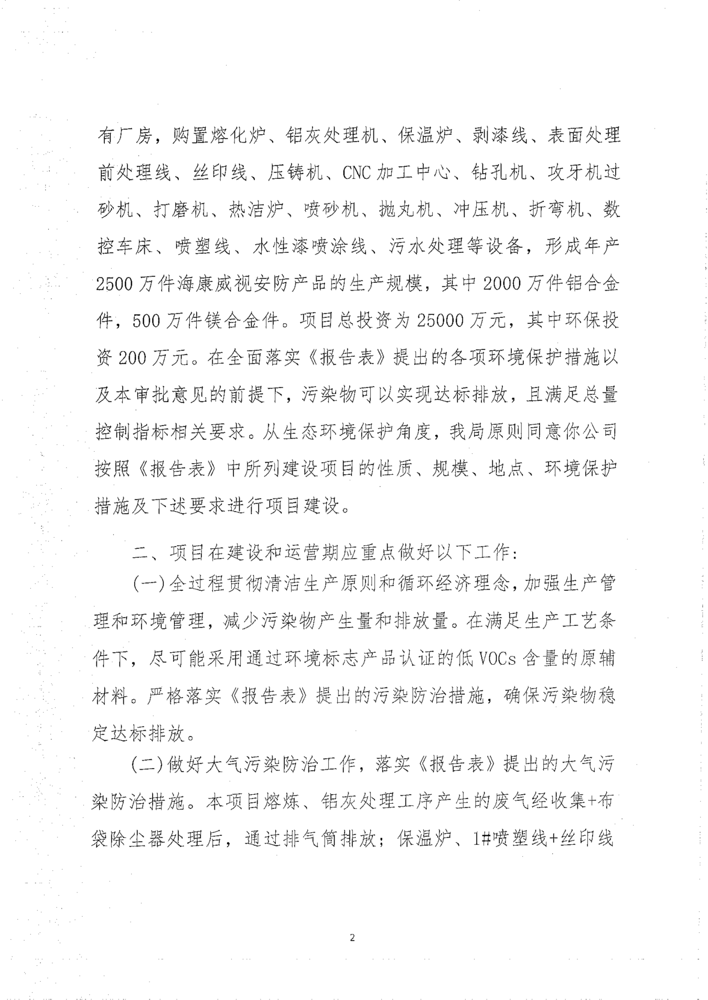 有厂房，购置熔化炉、铝灰处理机、保温炉、剥漆线、表面处理
前处理线、丝印线、压铸机、CNC 加工中心、钻孔机、攻牙机过
砂机、打磨机、热洁炉、喷砂机、抛丸机、冲压机、折弯机、数
控车床、喷塑线、水性漆喷涂线、污水处理等设备，形成年产
2500 万件海康威视安防产品的生产规模，其中 2000 万件铝合金
件，500 万件镁合金件。项目总投资为 25000 万元，其中环保投
资 200 万元。在全面落实《报告表》提出的各项环境保护措施以
及本审批意见的前提下，污染物可以实现达标排放，且满足总量
控制指标相关要求。从生态环境保护角度，我局原则同意你公司
按照《报告表》中所列建设项目的性质、规模、地点、环境保护
措施及下述要求进行项目建设。
二、项目在建设和运营期应重点做好以下工作：
(一)全过程贯彻清洁生产原则和循环经济理念，加强生产管
理和环境管理，减少污染物产生量和排放量。在满足生产工艺条
件下，尽可能采用通过环境标志产品认证的低 VOCs 含量的原辅
材料。严格落实《报告表》提出的污染防治措施，确保污染物稳
定达标排放。
(二)做好大气污染防治工作，落实《报告表》提出的大气污
染防治措施。本项目熔炼、铝灰处理工序产生的废气经收集+布
袋除尘器处理后，通过排气筒排放；保温炉、1#喷塑线+丝印线
2